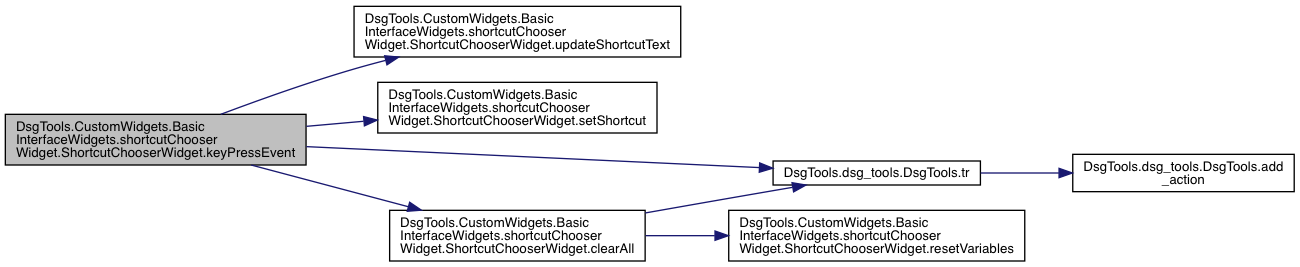 DsgTools.CustomWidgets.Basic
InterfaceWidgets.shortcutChooser
Widget.ShortcutChooserWidget.updateShortcutText
DsgTools.CustomWidgets.Basic
InterfaceWidgets.shortcutChooser
Widget.ShortcutChooserWidget.setShortcut
DsgTools.CustomWidgets.Basic
InterfaceWidgets.shortcutChooser
Widget.ShortcutChooserWidget.keyPressEvent
DsgTools.dsg_tools.DsgTools.tr
DsgTools.dsg_tools.DsgTools.add
_action
DsgTools.CustomWidgets.Basic
InterfaceWidgets.shortcutChooser
Widget.ShortcutChooserWidget.clearAll
DsgTools.CustomWidgets.Basic
InterfaceWidgets.shortcutChooser
Widget.ShortcutChooserWidget.resetVariables